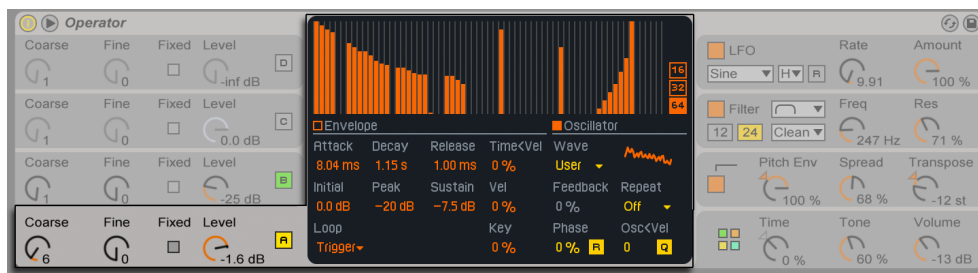 Operator
Coarse Fine Fixed Level
1 0 -inf dB D
Coarse Fine Fixed Level
1 0 0.0 dB C
Coarse Fine Fixed Level
1 0 -25 dB B
Coarse Fine Fixed Level
6 0 -1.6 dB A
16
32
64
Envelope Oscillator
Attack Decay Release Time<Vel Wave
8.04 ms 1.15 s 1.00 ms 0 % User
Initial Peak Sustain Vel Feedback Repeat
0.0 dB -20 dB -7.5 dB 0 % 0 % Off
Loop Key Phase Osc<Vel
Trigger 0 % 0 % R 0 Q
LFO Rate Amount
Sine H R 9.91 100 %
Filter Freq Res
12 24 Clean 247 Hz 71 %
Pitch Env Spread Transpose
100 % 68 % -12 st
Time Tone Volume
0 % 60 % -13 dB